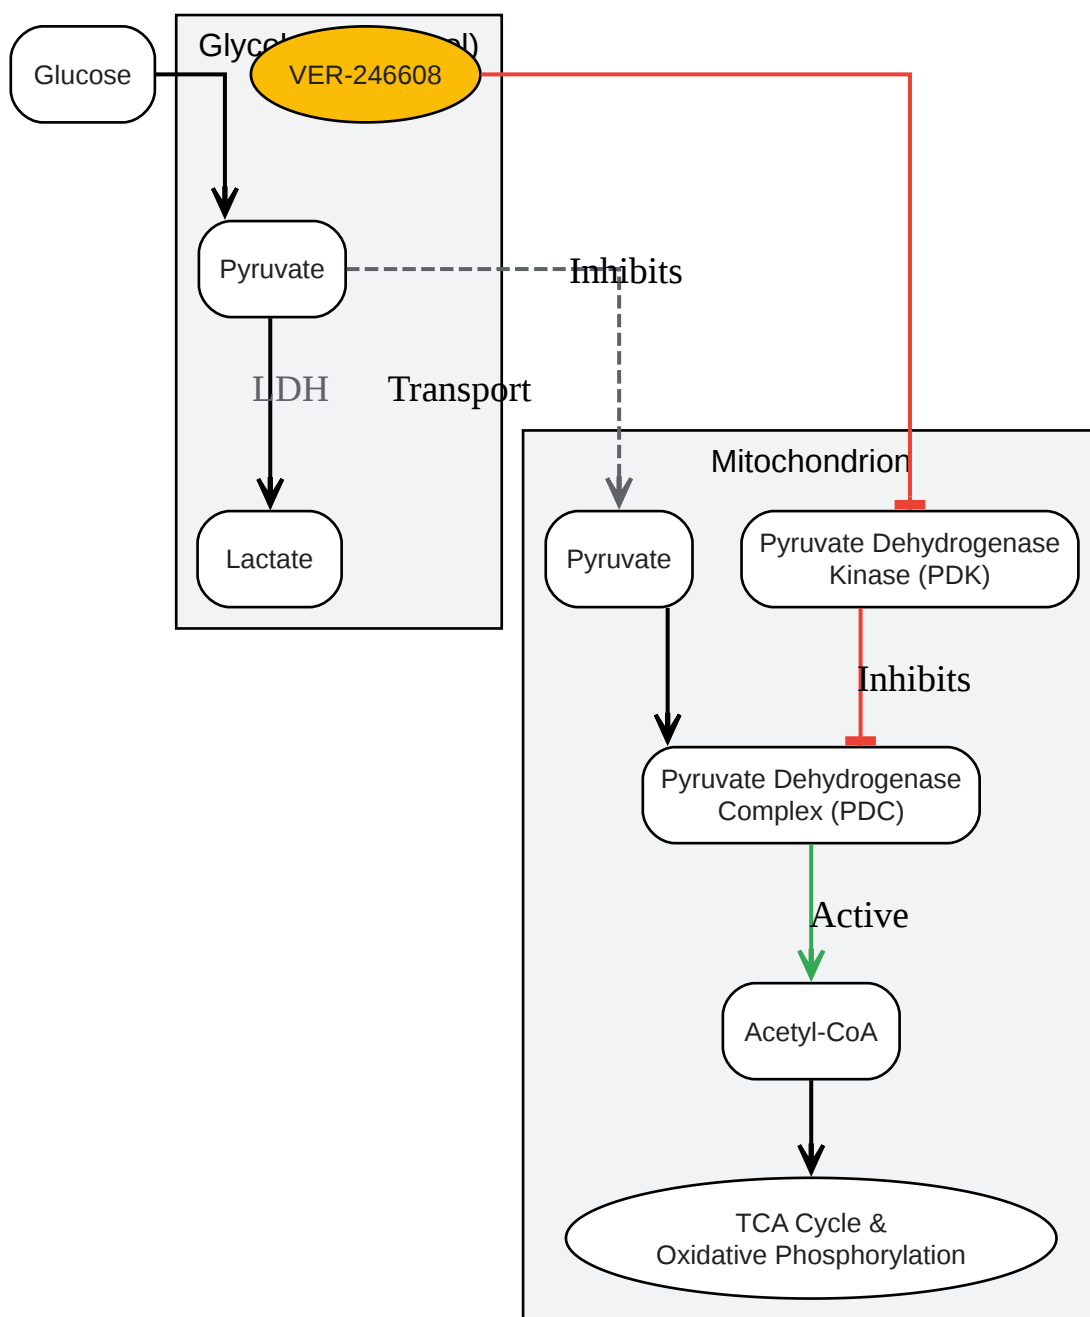 Glucose
VER-246608
Pyruvate
Inhibits
LDH
Transport
Mitochondrion
Lactate
Pyruvate
Pyruvate Dehydrogenase
Kinase (PDK)
Inhibits
Pyruvate Dehydrogenase
Complex (PDC)
Active
Acetyl-CoA
TCA Cycle &
Oxidative Phosphorylation